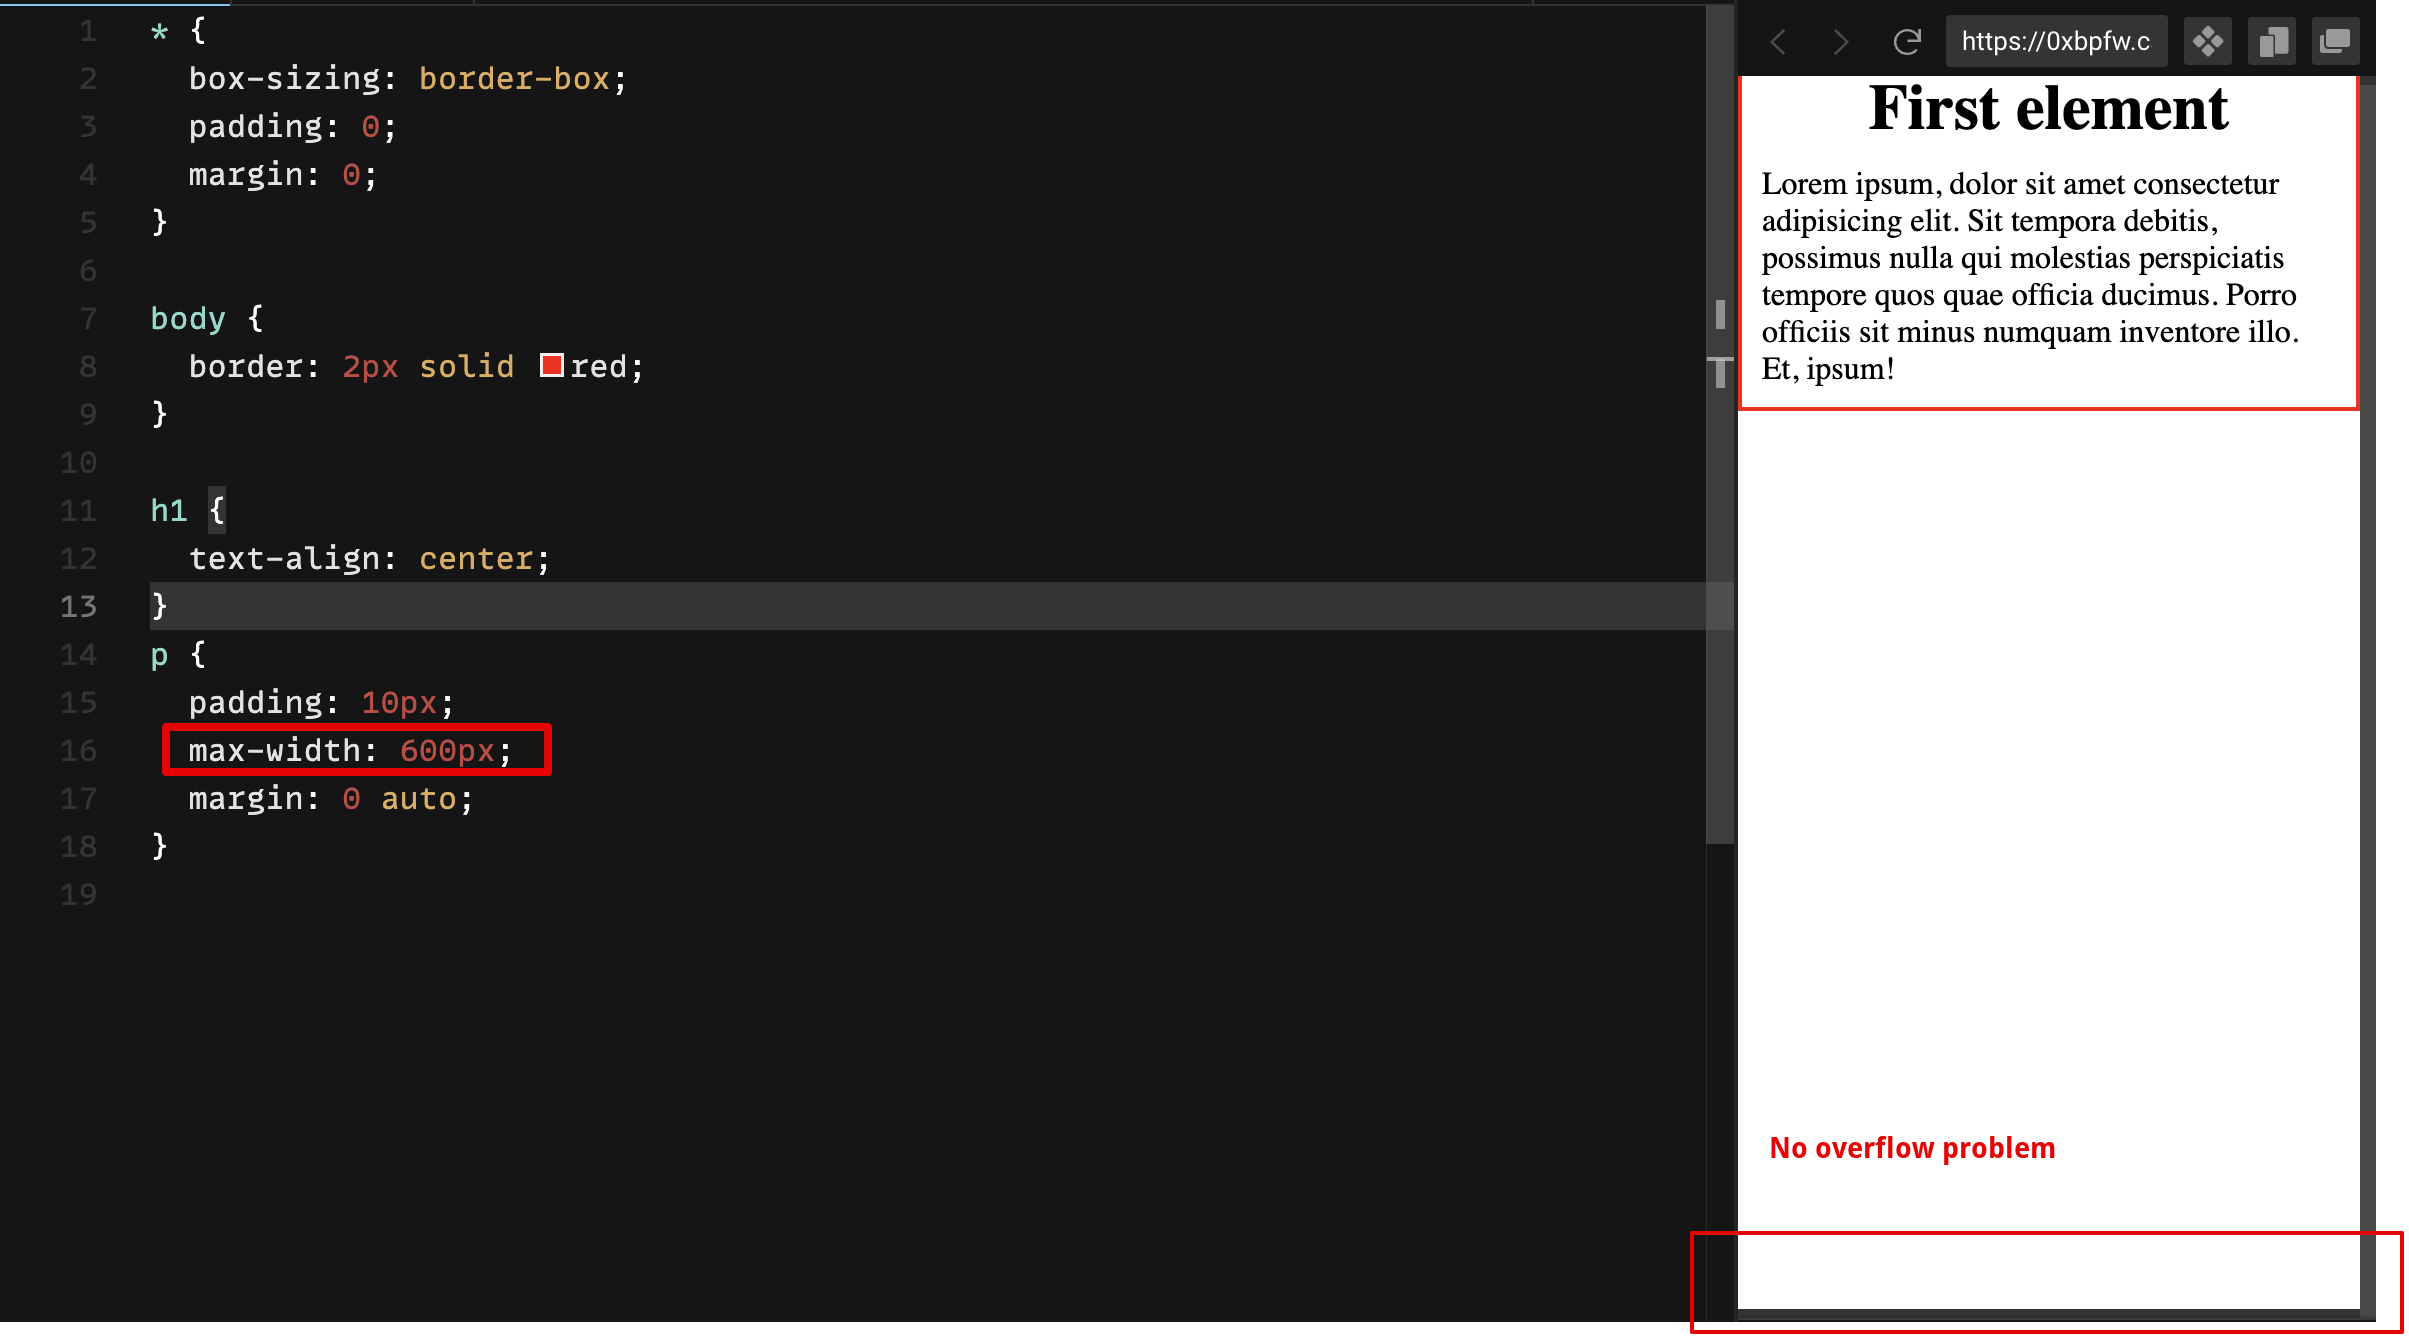 1 * {
2   box-sizing: border-box;
3   padding: 0;
4   margin: 0;
5 }
6
7 body {
8   border: 2px solid red;
9 }
10
11 h1 {
12   text-align: center;
13 }
14 p {
15   padding: 10px;
16   max-width: 600px;
17   margin: 0 auto;
18 }
19
https://0xbpfw.c
First element
Lorem ipsum, dolor sit amet consectetur
adipisicing elit. Sit tempora debitis,
possimus nulla qui molestias perspiciatis
tempore quos quae officia ducimus. Porro
officiis sit minus numquam inventore illo.
Et, ipsum!
No overflow problem